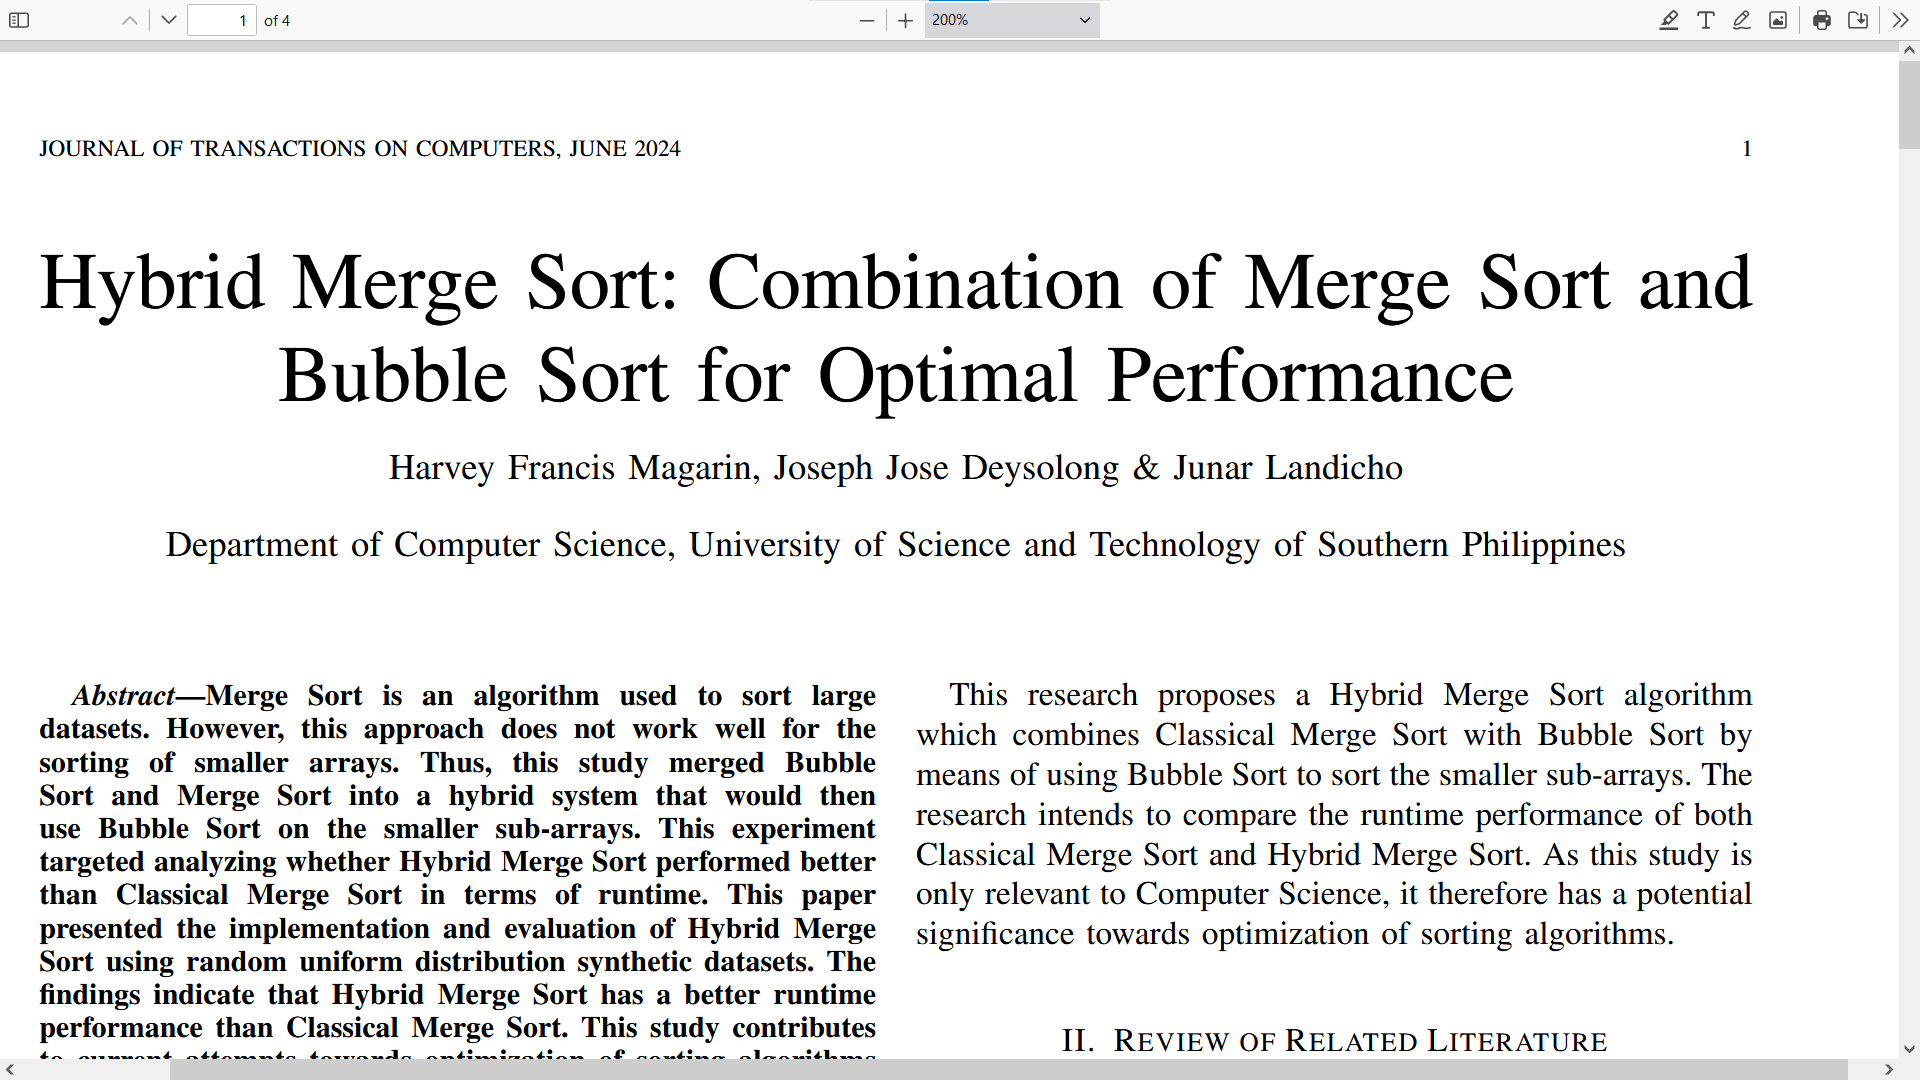 1 of 4
200%
JOURNAL OF TRANSACTIONS ON COMPUTERS, JUNE 2024 1
Hybrid Merge Sort: Combination of Merge Sort and
Bubble Sort for Optimal Performance
Harvey Francis Magarin, Joseph Jose Deysolong & Junar Landicho
Department of Computer Science, University of Science and Technology of Southern Philippines
Abstract—Merge Sort is an algorithm used to sort large
datasets. However, this approach does not work well for the
sorting of smaller arrays. Thus, this study merged Bubble
Sort and Merge Sort into a hybrid system that would then
use Bubble Sort on the smaller sub-arrays. This experiment
targeted analyzing whether Hybrid Merge Sort performed better
than Classical Merge Sort in terms of runtime. This paper
presented the implementation and evaluation of Hybrid Merge
Sort using random uniform distribution synthetic datasets. The
findings indicate that Hybrid Merge Sort has a better runtime
performance than Classical Merge Sort. This study contributes
to current attempts towards optimization of sorting algorithms
This research proposes a Hybrid Merge Sort algorithm
which combines Classical Merge Sort with Bubble Sort by
means of using Bubble Sort to sort the smaller sub-arrays. The
research intends to compare the runtime performance of both
Classical Merge Sort and Hybrid Merge Sort. As this study is
only relevant to Computer Science, it therefore has a potential
significance towards optimization of sorting algorithms.
II. REVIEW OF RELATED LITERATURE